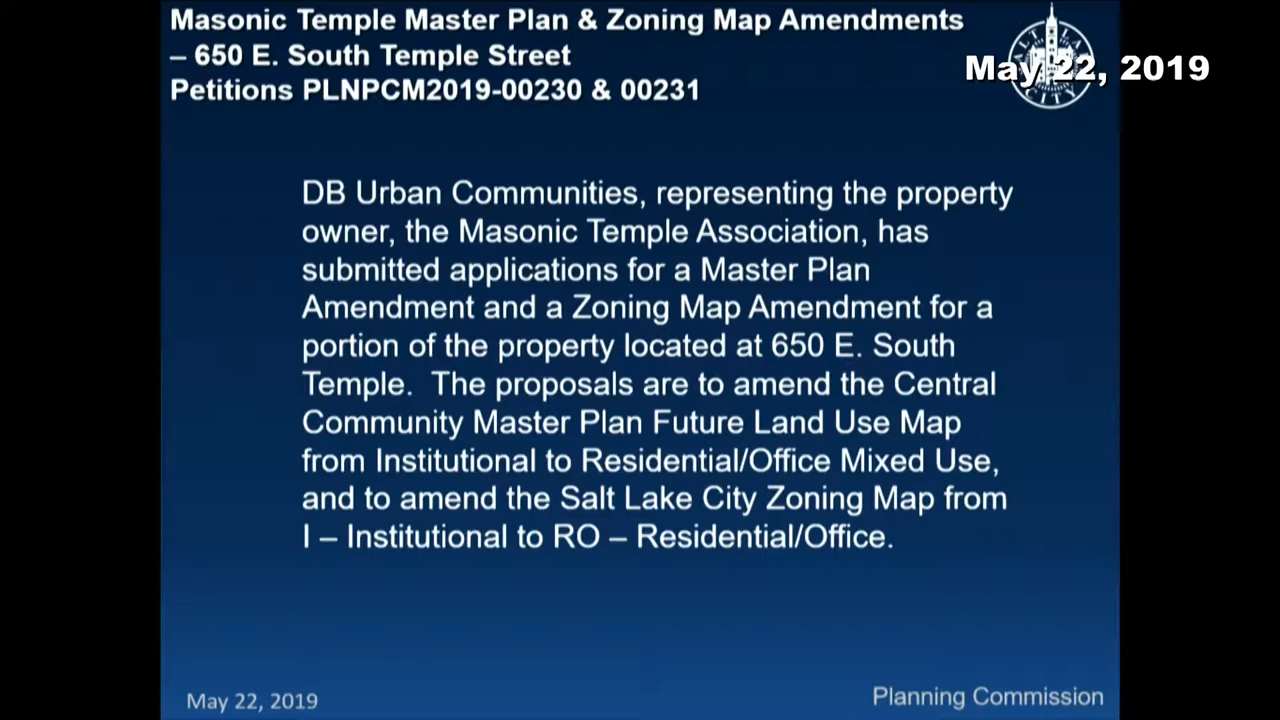 Masonic Temple Master Plan & Zoning Map Amendments
– 650 E. South Temple Street
Petitions PLNPCM2019-00230 & 00231
May 22, 2019
CITY
DB Urban Communities, representing the property
owner, the Masonic Temple Association, has
submitted applications for a Master Plan
Amendment and a Zoning Map Amendment for a
portion of the property located at 650 E. South
Temple.  The proposals are to amend the Central
Community Master Plan Future Land Use Map
from Institutional to Residential/Office Mixed Use,
and to amend the Salt Lake City Zoning Map from
I – Institutional to RO – Residential/Office.
May 22, 2019
Planning Commission